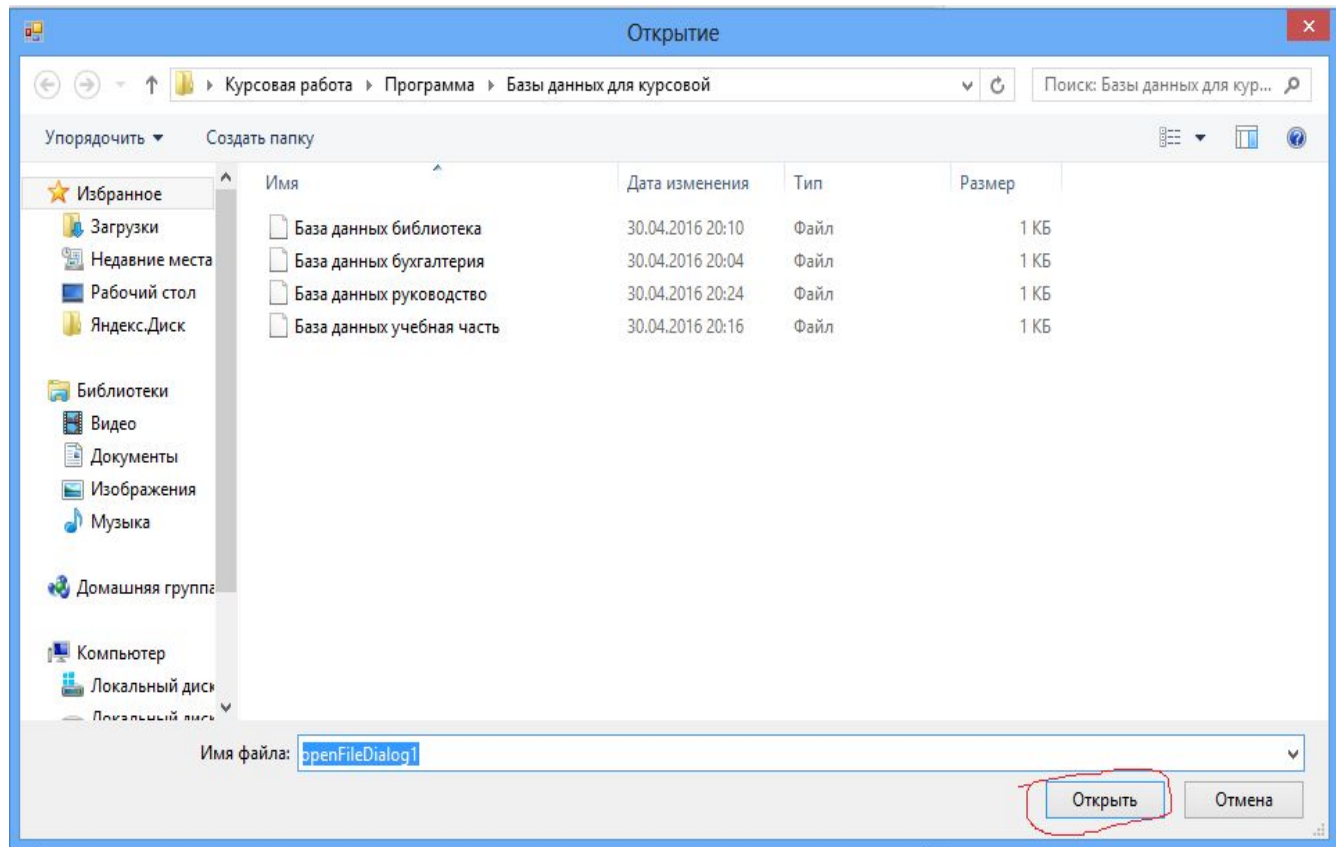 Открытие
Курсовая работа Программа Базы данных для курсовой
Поиск: Базы данных для кур...
Упорядочить Создать папку
Имя Дата изменения Тип Размер
Избранное
Загрузки
Недавние места
Рабочий стол
Яндекс.Диск
Библиотеки
Видео
Документы
Изображения
Музыка
Домашняя группа
Компьютер
Локальный диск
Локальный диск
База данных библиотека 30.04.2016 20:10 Файл 1 КБ
База данных бухгалтерия 30.04.2016 20:04 Файл 1 КБ
База данных руководство 30.04.2016 20:24 Файл 1 КБ
База данных учебная часть 30.04.2016 20:16 Файл 1 КБ
Имя файла: openFileDialog1
Открыть Отмена